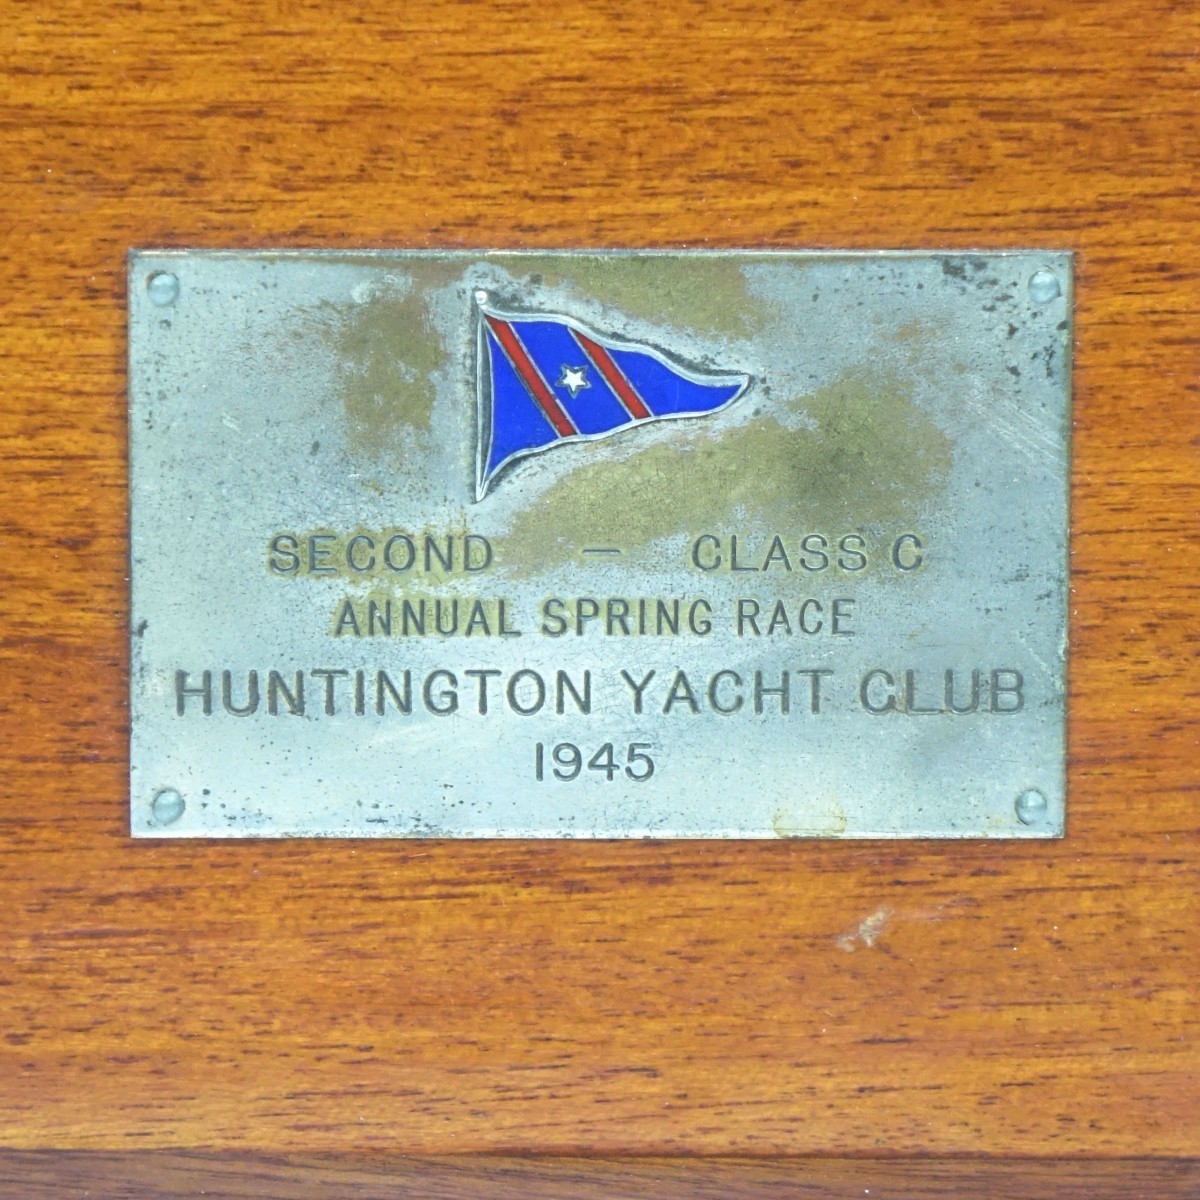 SECOND — CLASS C
ANNUAL SPRING RACE
HUNTINGTON YACHT CLUB
1945